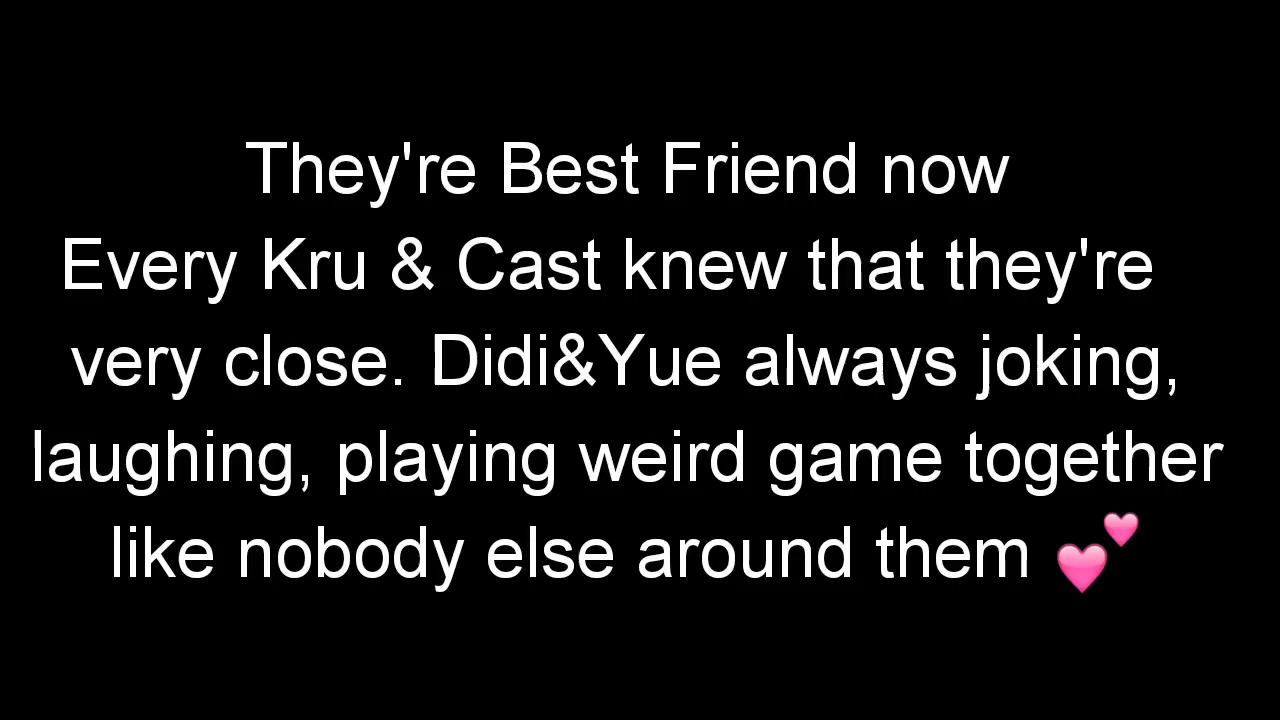 They're Best Friend now
Every Kru & Cast knew that they're
very close. Didi&Yue always joking,
laughing, playing weird game together
like nobody else around them 💕